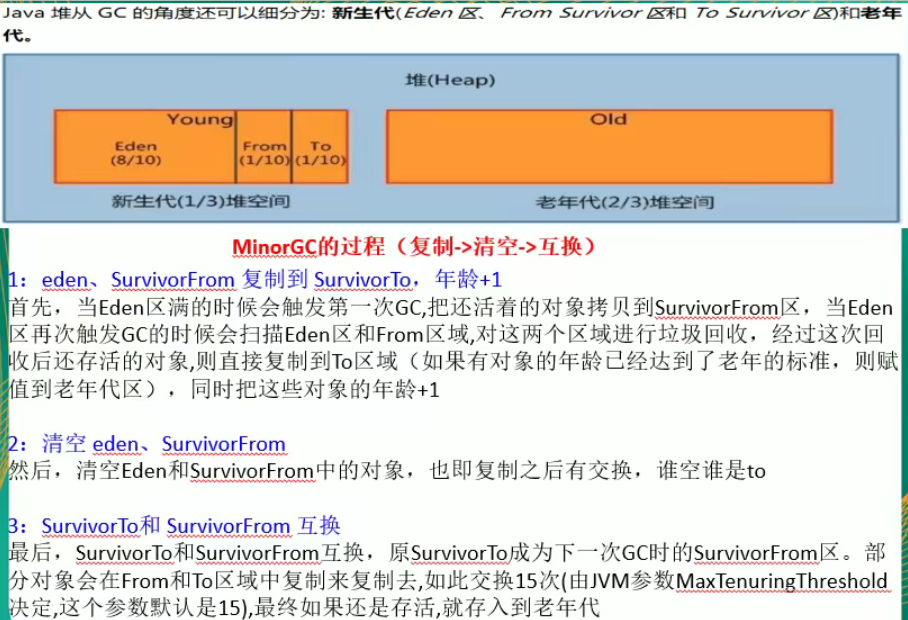 Java 堆从 GC 的角度还可以细分为: 新生代(Eden 区、From Survivor 区和 To Survivor 区)和老年
代。
堆(Heap)
Young
Old
Eden
(8/10)
From
(1/10)
To
(1/10)
新生代(1/3)堆空间
老年代(2/3)堆空间
MinorGC的过程（复制->清空->互换）
1：eden、SurvivorFrom 复制到 SurvivorTo，年龄+1
首先，当Eden区满的时候会触发第一次GC,把还活着的对象拷贝到SurvivorFrom区，当Eden
区再次触发GC的时候会扫描Eden区和From区域,对这两个区域进行垃圾回收，经过这次回
收后还存活的对象,则直接复制到To区域（如果有对象的年龄已经达到了老年的标准，则赋
值到老年代区），同时把这些对象的年龄+1
2：清空 eden、SurvivorFrom
然后，清空Eden和SurvivorFrom中的对象，也即复制之后有交换，谁空谁是to
3：SurvivorTo和 SurvivorFrom 互换
最后，SurvivorTo和SurvivorFrom互换，原SurvivorTo成为下一次GC时的SurvivorFrom区。部
分对象会在From和To区域中复制来复制去,如此交换15次(由JVM参数MaxTenuringThreshold
决定,这个参数默认是15),最终如果还是存活,就存入到老年代